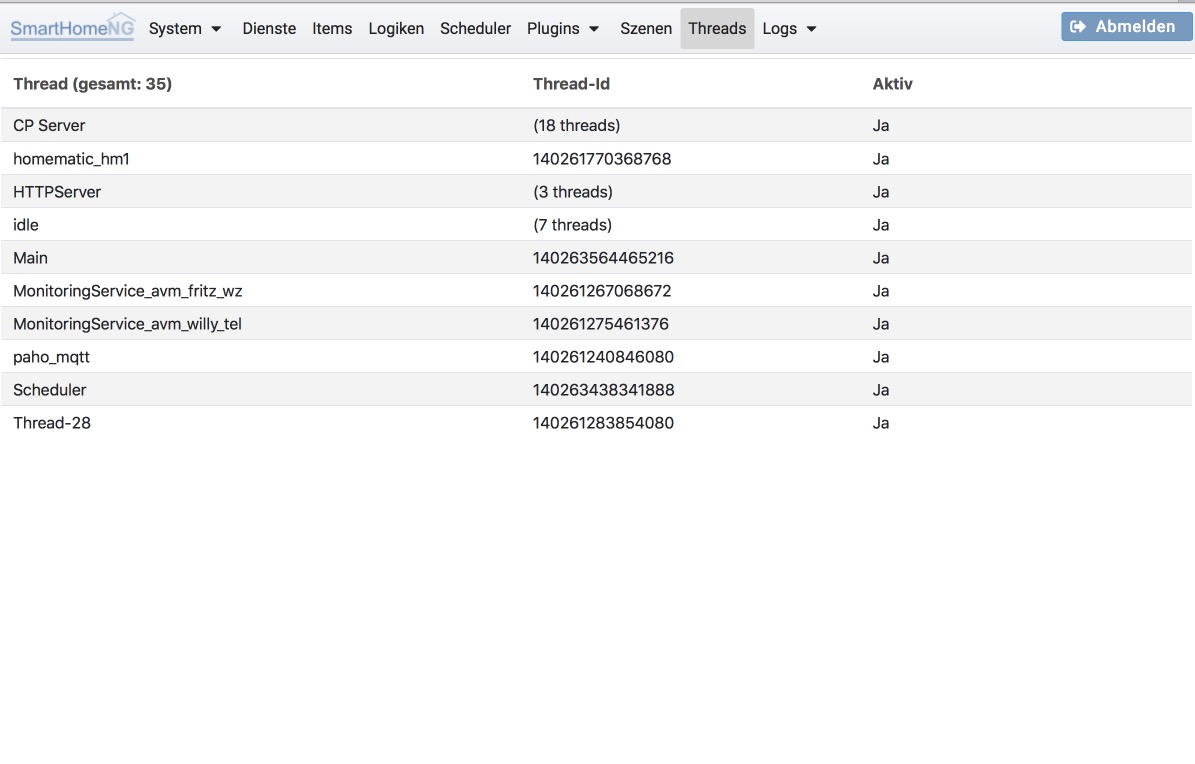 SmartHomeNG System Dienste Items Logiken Scheduler Plugins Szenen Threads Logs Abmelden
Thread (gesamt: 35) Thread-Id Aktiv
CP Server (18 threads) Ja
homematic_hm1 140261770368768 Ja
HTTPServer (3 threads) Ja
idle (7 threads) Ja
Main 140263564465216 Ja
MonitoringService_avm_fritz_wz 140261267068672 Ja
MonitoringService_avm_willy_tel 140261275461376 Ja
paho_mqtt 140261240846080 Ja
Scheduler 140263438341888 Ja
Thread-28 140261283854080 Ja